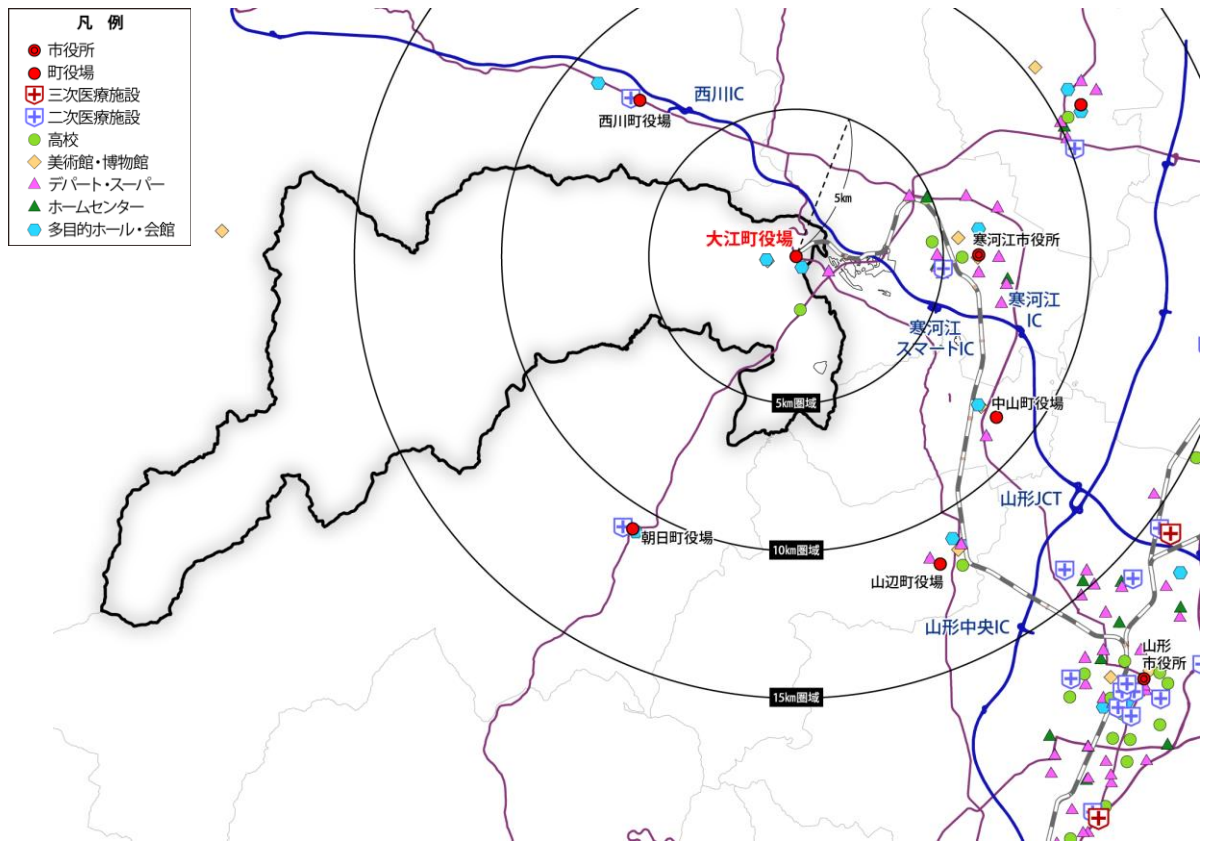 凡 例
市役所
町役場
三次医療施設
二次医療施設
高校
美術館・博物館
デパート・スーパー
ホームセンター
多目的ホール・会館
西川IC
西川町役場
5km
大江町役場
寒河江市役所
寒河江
IC
寒河江
スマートIC
5km圏域
中山町役場
山形JCT
朝日町役場
10km圏域
山辺町役場
山形中央IC
山形
市役所
15km圏域